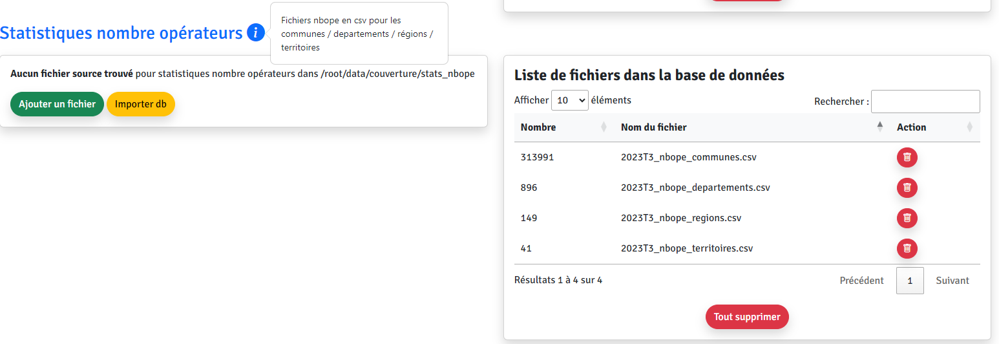 Statistiques nombre opérateurs i
Fichiers nbope en csv pour les
communes / departements / régions /
territoires
Aucun fichier source trouvé pour statistiques nombre opérateurs dans /root/data/couverture/stats_nbope
Ajouter un fichier Importer db
Liste de fichiers dans la base de données
Afficher 10 éléments Rechercher :
Nombre Nom du fichier Action
313991 2023T3_nbope_communes.csv
896 2023T3_nbope_departements.csv
149 2023T3_nbope_regions.csv
41 2023T3_nbope_territoires.csv
Résultats 1 à 4 sur 4 Précédent 1 Suivant
Tout supprimer